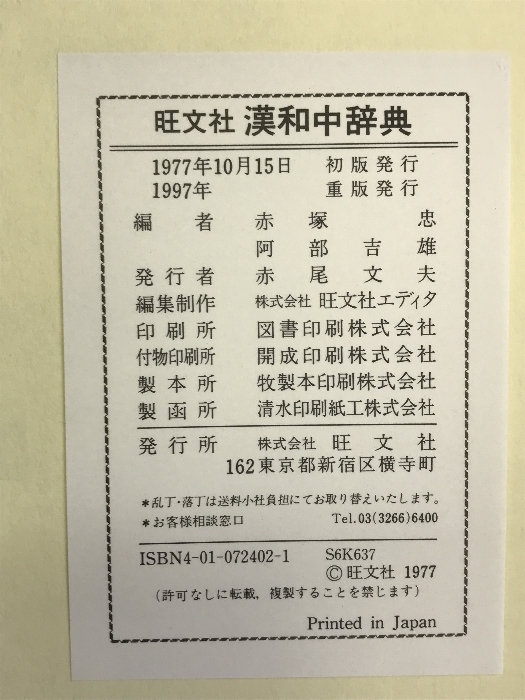 旺文社 漢和中辞典
1977年10月15日 初版発行
1997年 重版発行
編者 赤塚忠
阿部吉雄
発行者 赤尾文夫
編集制作 株式会社 旺文社エディタ
印刷所 図書印刷株式会社
付物印刷所 開成印刷株式会社
製本所 牧製本印刷株式会社
製函所 清水印刷紙工株式会社
発行所 株式会社 旺文社
162東京都新宿区横寺町
*乱丁・落丁は送料小社負担にてお取り替えいたします。
*お客様相談窓口 Tel.03(3266)6400
ISBN4-01-072402-1 S6K637
©旺文社 1977
(許可なしに転載,複製することを禁じます)
Printed in Japan